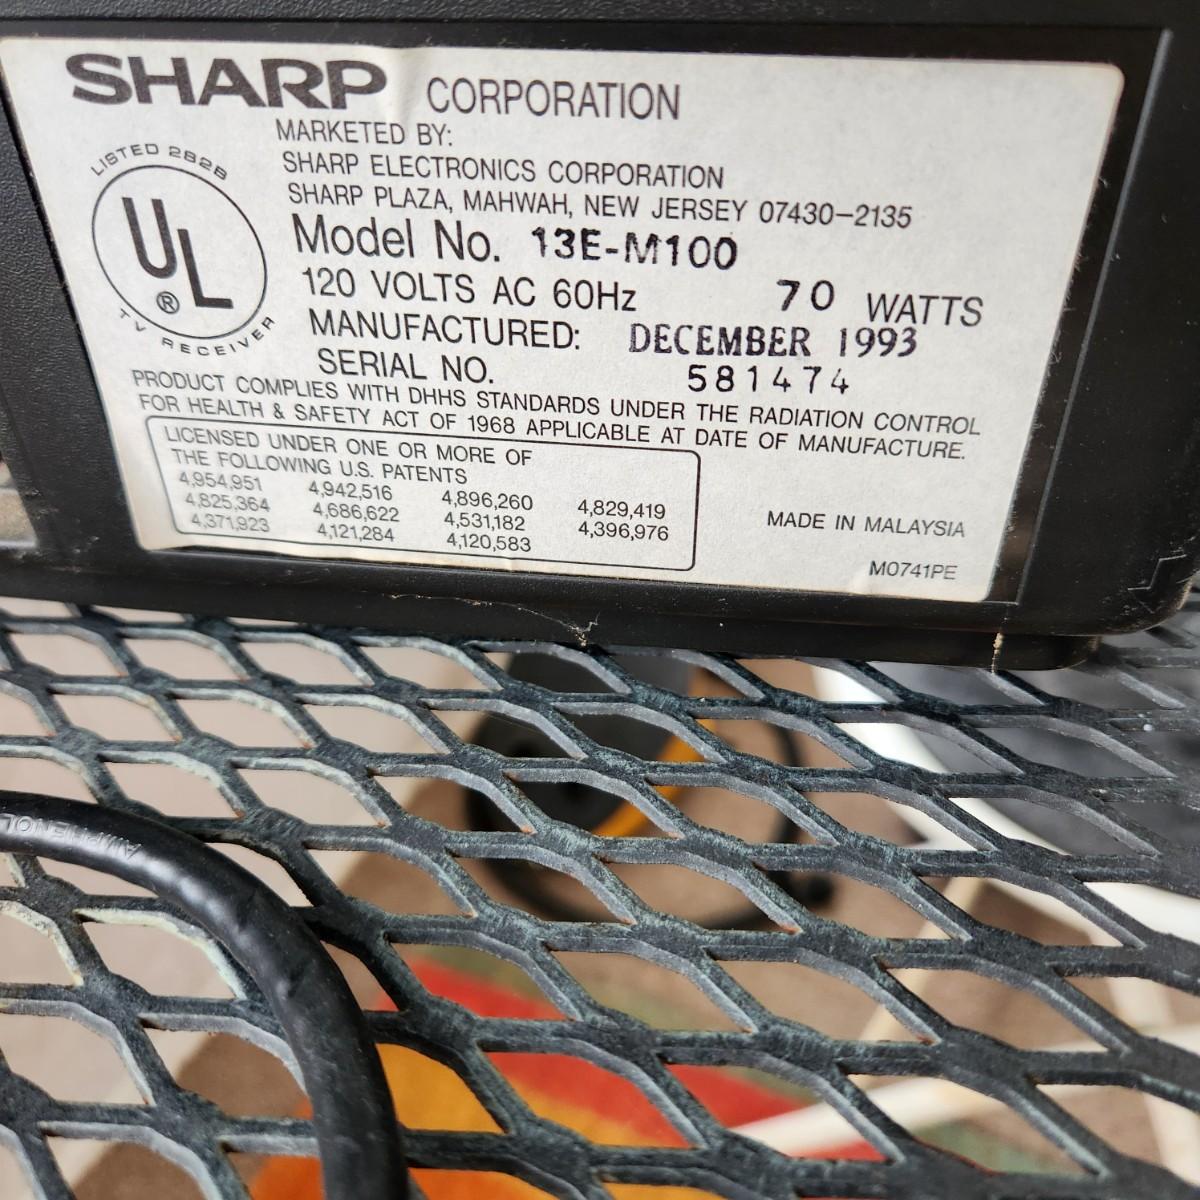 SHARP CORPORATION
MARKETED BY:
SHARP ELECTRONICS CORPORATION
SHARP PLAZA, MAHWAH, NEW JERSEY 07430-2135
LISTED 282B
UL
®
TV RECEIVER
Model No. 13E-M100
120 VOLTS AC 60Hz 70 WATTS
MANUFACTURED: DECEMBER 1993
SERIAL NO. 581474
PRODUCT COMPLIES WITH DHHS STANDARDS UNDER THE RADIATION CONTROL
FOR HEALTH & SAFETY ACT OF 1968 APPLICABLE AT DATE OF MANUFACTURE.
LICENSED UNDER ONE OR MORE OF
THE FOLLOWING U.S. PATENTS
4,954,951 4,942,516 4,896,260 4,829,419
4,825,364 4,686,622 4,531,182 4,396,976
4,371,923 4,121,284 4,120,583
MADE IN MALAYSIA
M0741PE
AMPHENOL